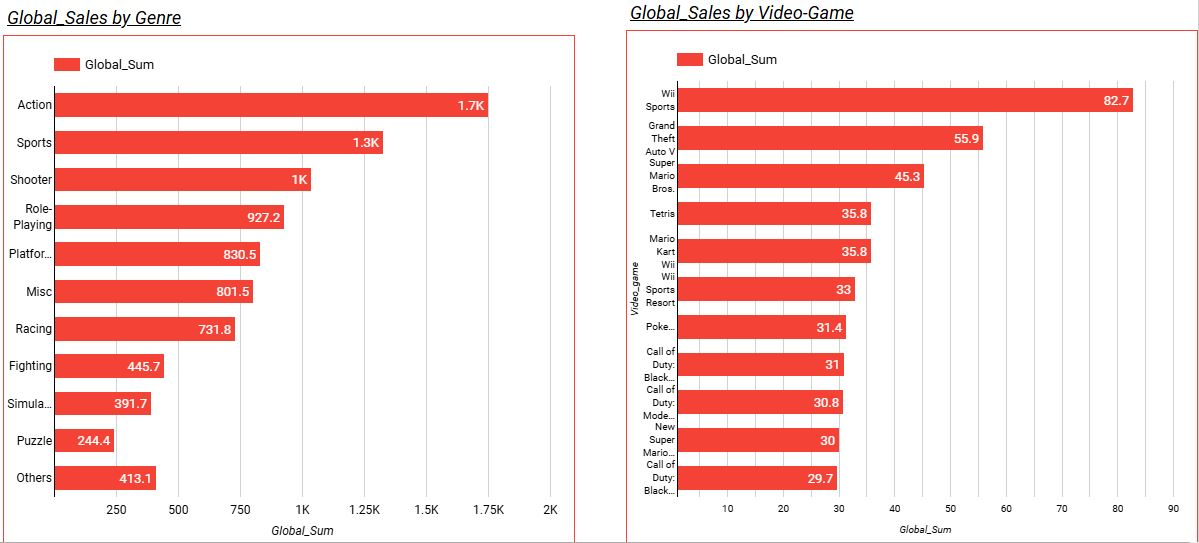 Global_Sales by Genre
Global_Sum
Action
1.7K
Sports
1.3K
Shooter
1K
Role-
Playing
927.2
Platfor...
830.5
Misc
801.5
Racing
731.8
Fighting
445.7
Simula...
391.7
Puzzle
244.4
Others
413.1
250 500 750 1K 1.25K 1.5K 1.75K 2K
Global_Sum
Global_Sales by Video-Game
Global_Sum
Video_game
Wii
Sports
82.7
Grand
Theft
Auto V
55.9
Super
Mario
Bros.
45.3
Tetris
35.8
Mario
Kart
Wii
35.8
Wii
Sports
Resort
33
Poke...
31.4
Call of
Duty:
Black...
31
Call of
Duty:
Mode...
30.8
New
Super
Mario...
30
Call of
Duty:
Black...
29.7
10 20 30 40 50 60 70 80 90
Global_Sum